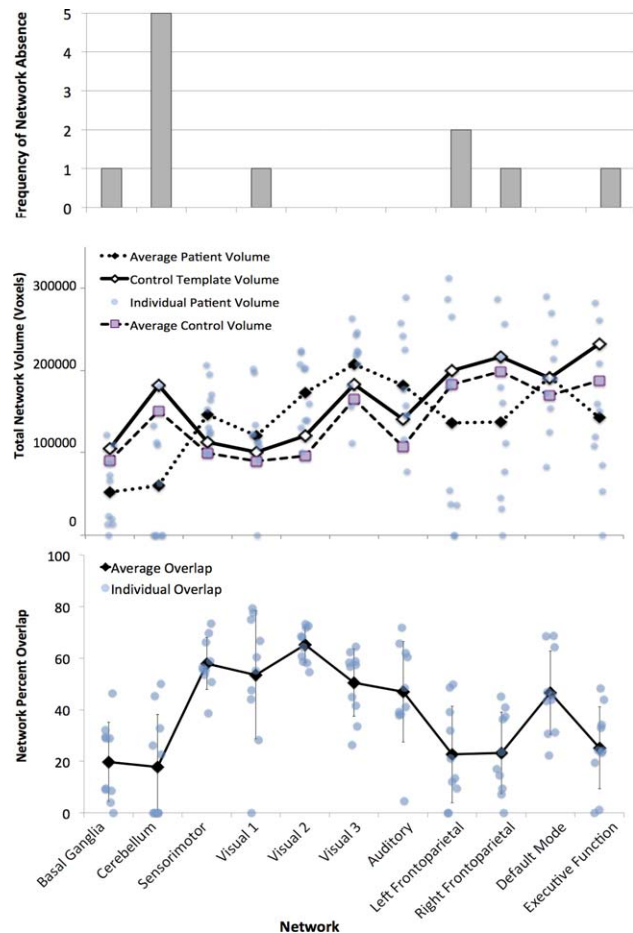 Frequency of Network Absence
5
4
3
2
1
0
Total Network Volume (Voxels)
300000
200000
100000
0
Average Patient Volume
Control Template Volume
Individual Patient Volume
Average Control Volume
Network Percent Overlap
100
80
60
40
20
0
Average Overlap
Individual Overlap
Basal Ganglia
Cerebellum
Sensorimotor
Visual 1
Visual 2
Visual 3
Auditory
Left Frontoparietal
Right Frontoparietal
Default Mode
Executive Function
Network